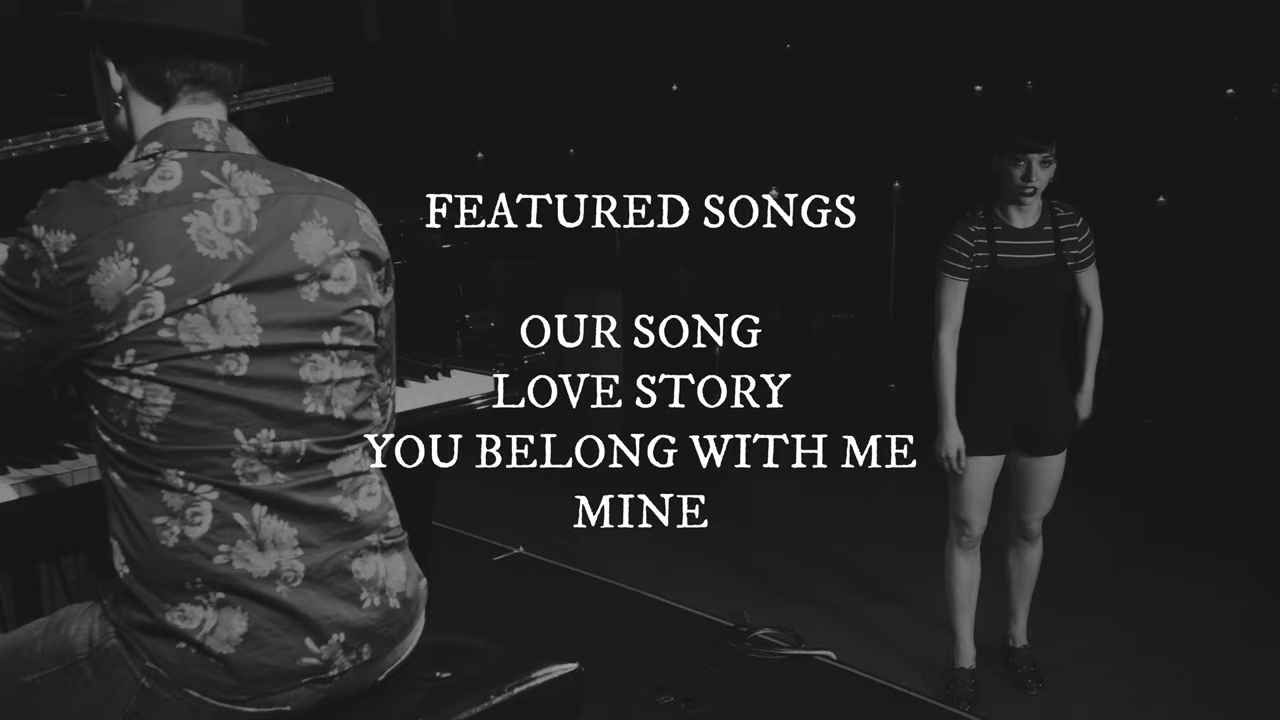 FEATURED SONGS
OUR SONG
LOVE STORY
YOU BELONG WITH ME
MINE